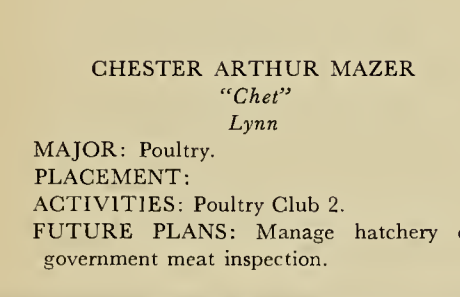 CHESTER ARTHUR MAZER
"Chet"
Lynn
MAJOR: Poultry.
PLACEMENT:
ACTIVITIES: Poultry Club 2.
FUTURE PLANS: Manage hatchery
government meat inspection.